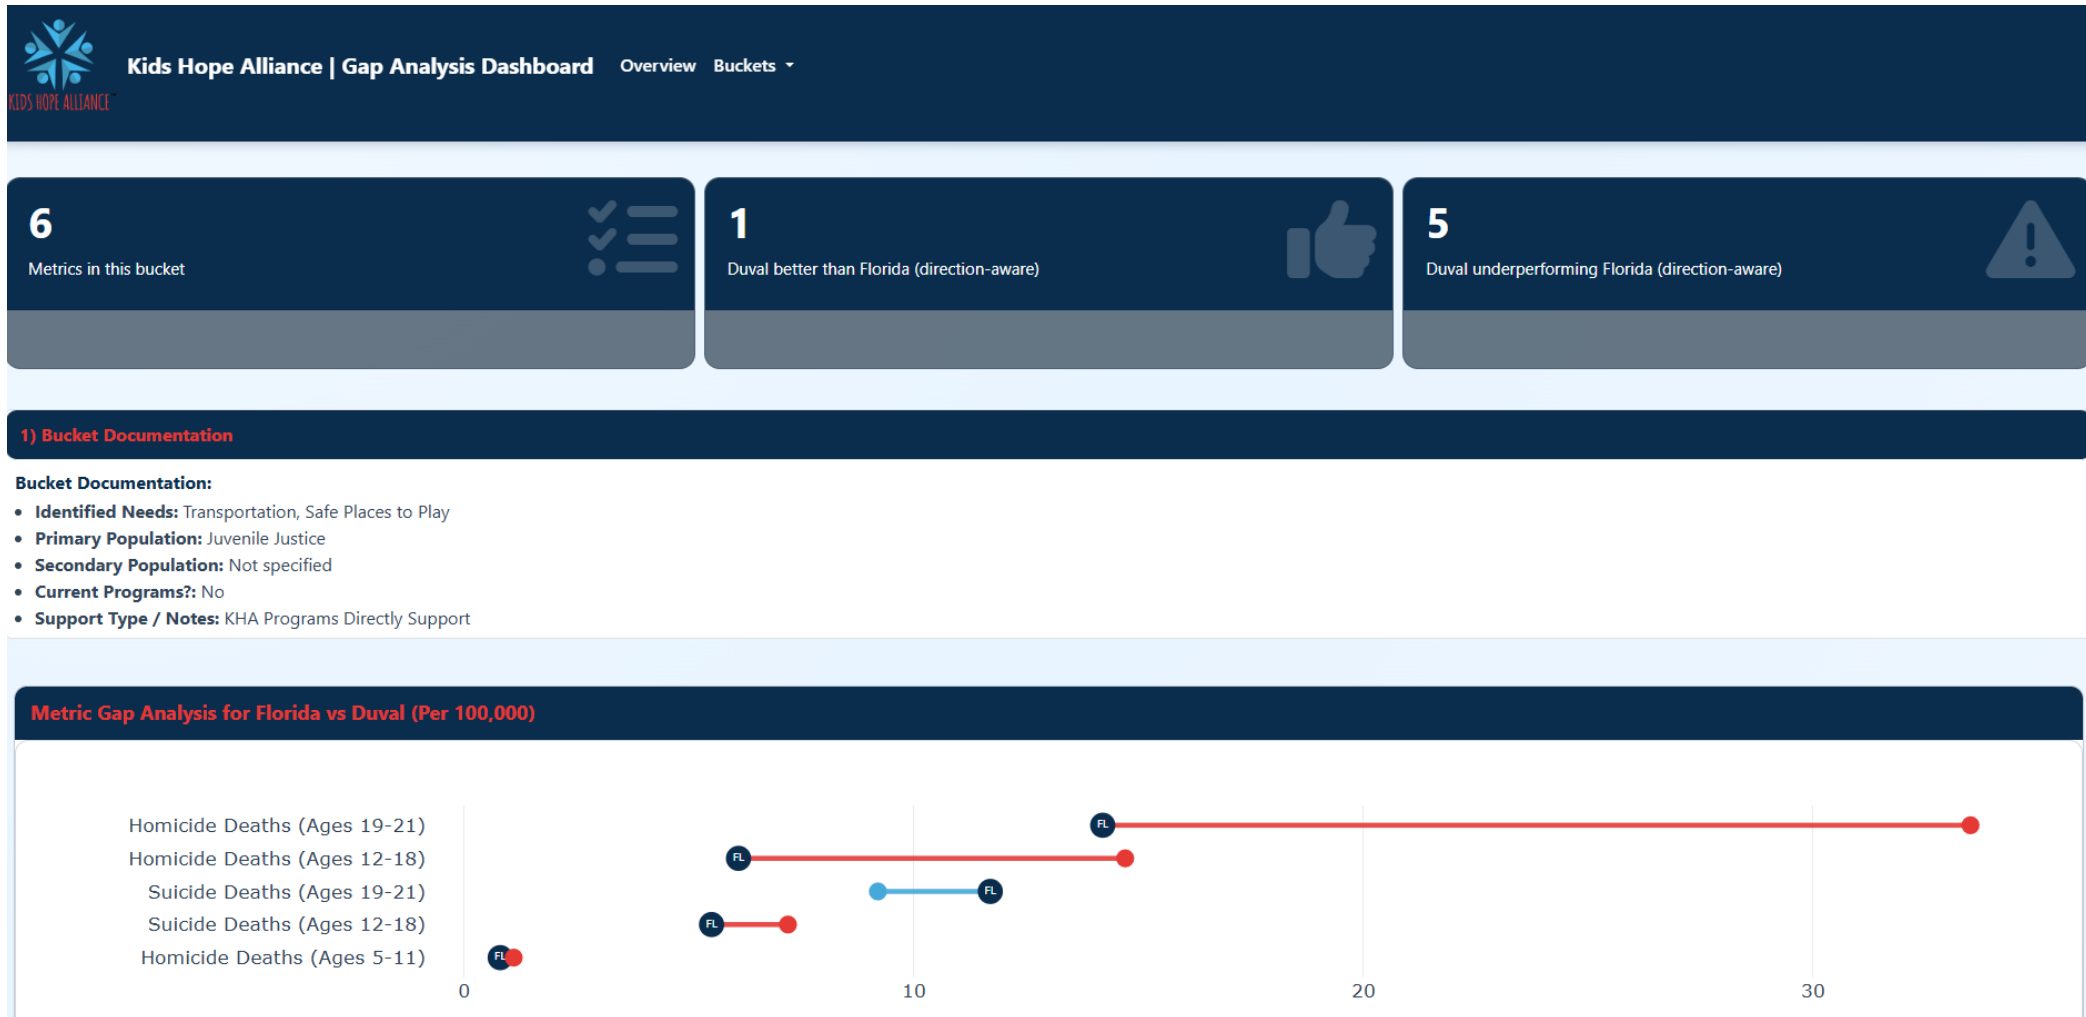 KIDS HOPE ALLIANCE
Kids Hope Alliance | Gap Analysis Dashboard Overview Buckets
6
Metrics in this bucket
1
Duval better than Florida (direction-aware)
5
Duval underperforming Florida (direction-aware)
1) Bucket Documentation
Bucket Documentation:
• Identified Needs: Transportation, Safe Places to Play
• Primary Population: Juvenile Justice
• Secondary Population: Not specified
• Current Programs?: No
• Support Type / Notes: KHA Programs Directly Support
Metric Gap Analysis for Florida vs Duval (Per 100,000)
Homicide Deaths (Ages 19-21) FL
Homicide Deaths (Ages 12-18) FL
Suicide Deaths (Ages 19-21) FL
Suicide Deaths (Ages 12-18) FL
Homicide Deaths (Ages 5-11) FL
0 10 20 30